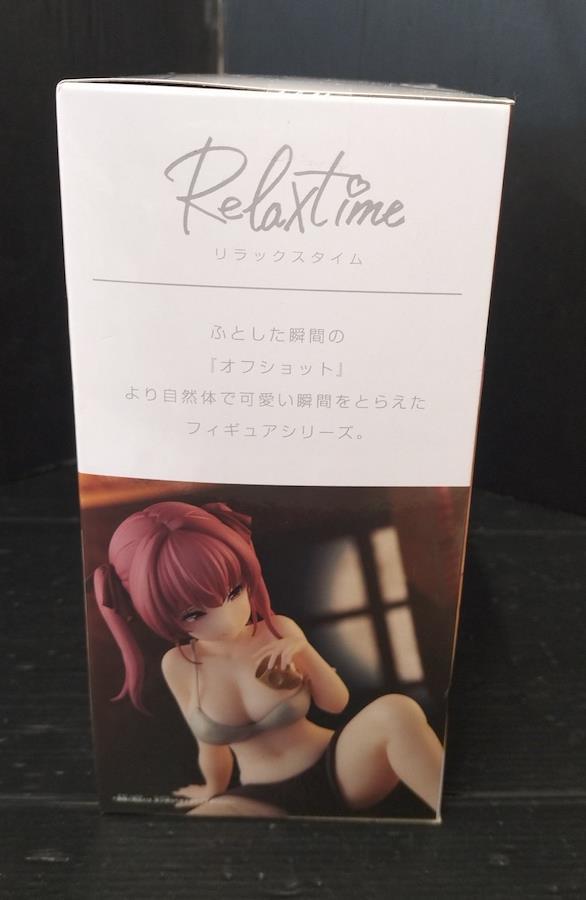 Relaxtime
リラックスタイム
ふとした瞬間の
『オフショット』
より自然体で可愛い瞬間をとらえた
フィギュアシリーズ。